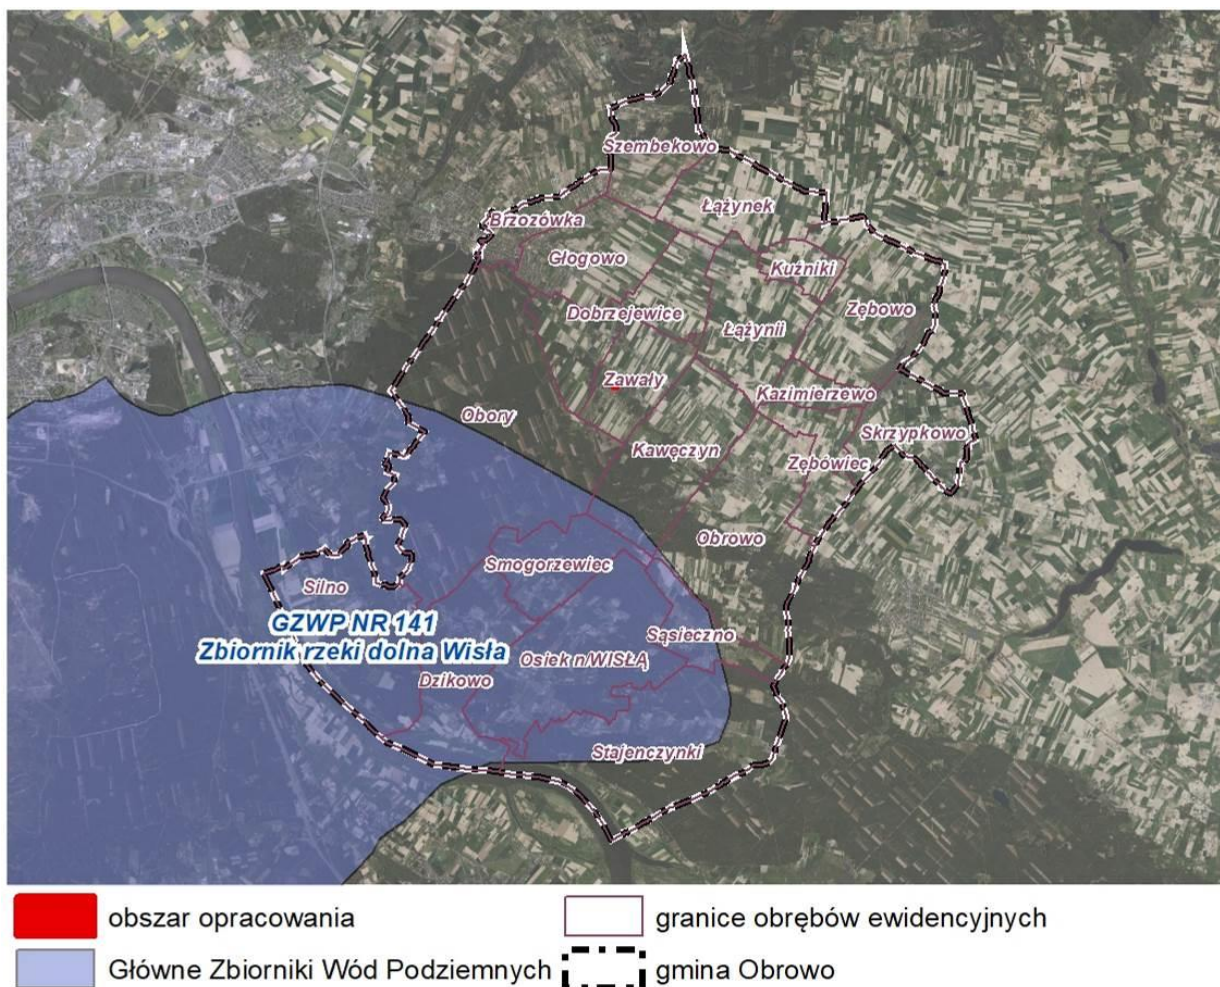 Szembekowo
Łążynek
Brzozówka
Głogowo
Kuźniki
Dobrzejewice
Zębowo
Łążynii
Zawały
Kazimierzewo
Obory
Skrzypkowo
Kawęczyn
Zębówiec
Obrowo
Smogorzewiec
Silno
GZWP NR 141
Zbiornik rzeki dolna Wisła
Sąsieczno
Osiek n/WISŁĄ
Dzikowo
Stajenczynki
obszar opracowania
granice obrębów ewidencyjnych
Główne Zbiorniki Wód Podziemnych
gmina Obrowo